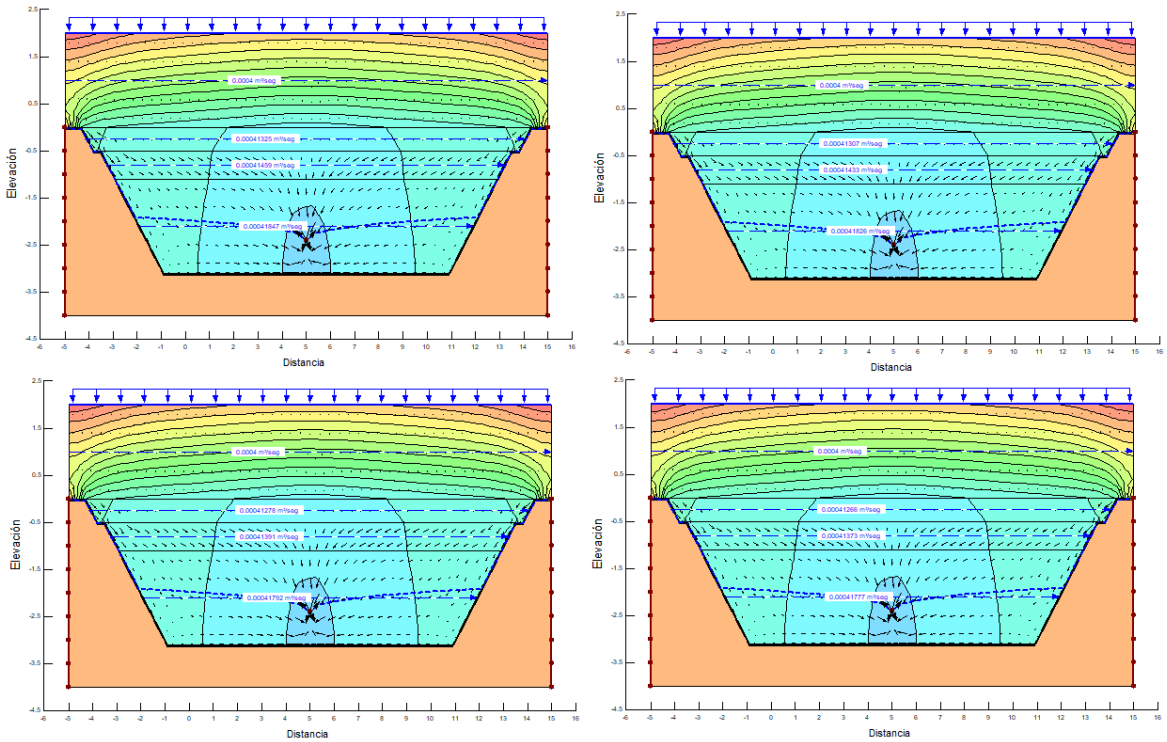 2.5
1.5
0.5
-0.5
-1.5
-2.5
-3.5
-4.5
Elevación
0.0004 m³/seg
0.00041325 m³/seg
0.00041459 m³/seg
0.00041847 m³/seg
-6 -5 -4 -3 -2 -1 0 1 2 3 4 5 6 7 8 9 10 11 12 13 14 15 16
Distancia
2.5
1.5
0.5
-0.5
-1.5
-2.5
-3.5
-4.5
Elevación
0.0004 m³/seg
0.00041307 m³/seg
0.00041433 m³/seg
0.00041826 m³/seg
-6 -5 -4 -3 -2 -1 0 1 2 3 4 5 6 7 8 9 10 11 12 13 14 15 16
Distancia
2.5
1.5
0.5
-0.5
-1.5
-2.5
-3.5
-4.5
Elevación
0.0004 m³/seg
0.00041278 m³/seg
0.00041391 m³/seg
0.00041792 m³/seg
-6 -5 -4 -3 -2 -1 0 1 2 3 4 5 6 7 8 9 10 11 12 13 14 15 16
Distancia
2.5
1.5
0.5
-0.5
-1.5
-2.5
-3.5
-4.5
Elevación
0.0004 m³/seg
0.00041266 m³/seg
0.00041373 m³/seg
0.00041777 m³/seg
-6 -5 -4 -3 -2 -1 0 1 2 3 4 5 6 7 8 9 10 11 12 13 14 15 16
Distancia